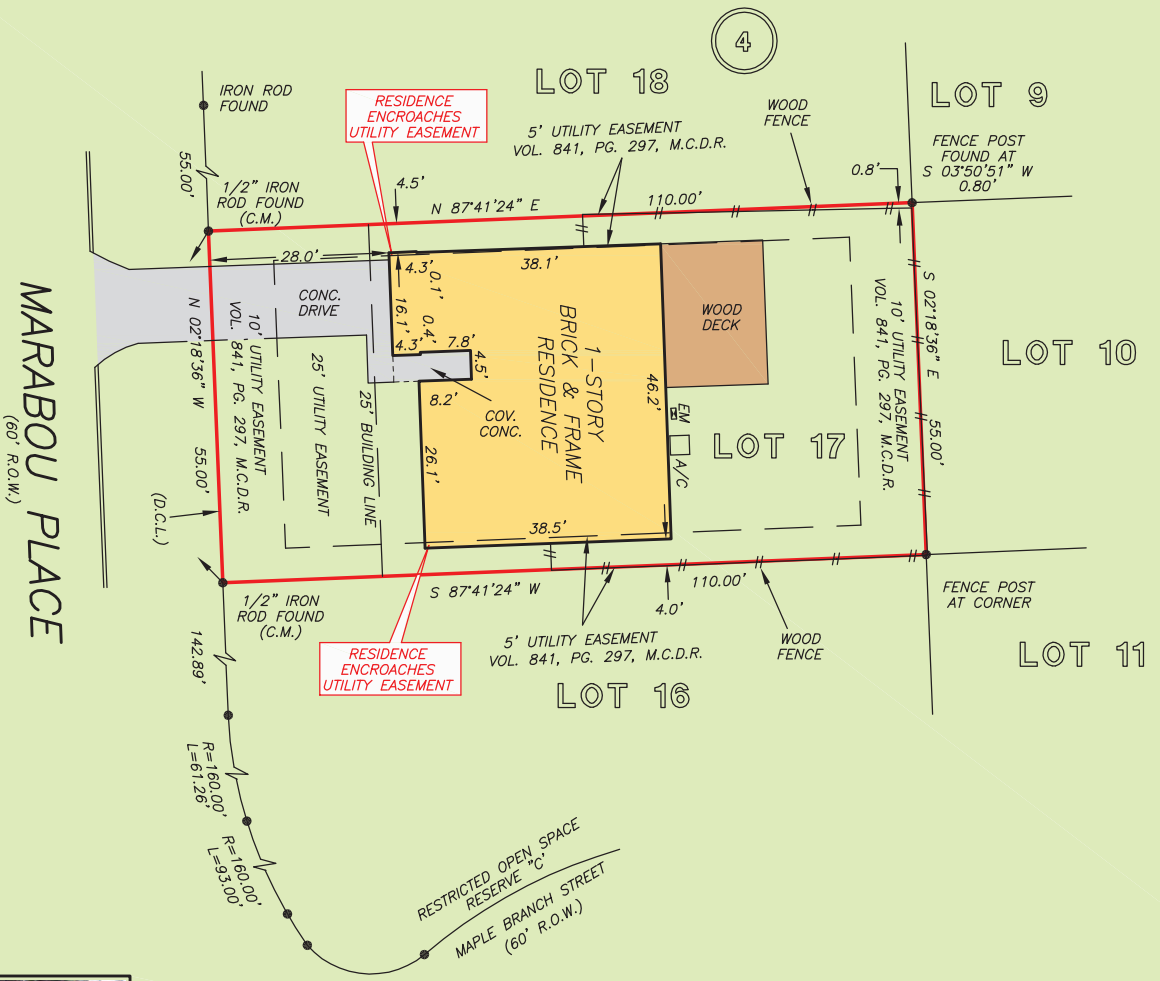 4
LOT 18
LOT 9
IRON ROD
FOUND
RESIDENCE
ENCROACHES
UTILITY EASEMENT
WOOD
FENCE
5' UTILITY EASEMENT
VOL. 841, PG. 297, M.C.D.R.
FENCE POST
FOUND AT
S 03°50'51" W
0.80'
55.00'
1/2" IRON
ROD FOUND
(C.M.)
4.5'
0.8'
N 87°41'24" E
110.00'
28.0'
4.3'
0.1'
38.1'
CONC.
DRIVE
16.1'
0.4'
4.3'
7.8'
4.5'
8.2'
COV.
CONC.
1-STORY
BRICK & FRAME
RESIDENCE
WOOD
DECK
46.2'
EM
A/C
LOT 17
10' UTILITY EASEMENT
VOL. 841, PG. 297, M.C.D.R.
S 02°18'36" E
55.00'
LOT 10
MARABOU PLACE
(60' R.O.W.)
N 02°18'36" W
55.00'
10' UTILITY EASEMENT
VOL. 841, PG. 297, M.C.D.R.
25' UTILITY EASEMENT
25' BUILDING LINE
26.1'
38.5'
(D.C.L.)
S 87°41'24" W
110.00'
4.0'
1/2" IRON
ROD FOUND
(C.M.)
FENCE POST
AT CORNER
RESIDENCE
ENCROACHES
UTILITY EASEMENT
5' UTILITY EASEMENT
VOL. 841, PG. 297, M.C.D.R.
WOOD
FENCE
LOT 11
LOT 16
142.89'
R=160.00'
L=61.26'
R=160.00'
L=93.00'
RESTRICTED OPEN SPACE
RESERVE "C"
MAPLE BRANCH STREET
(60' R.O.W.)